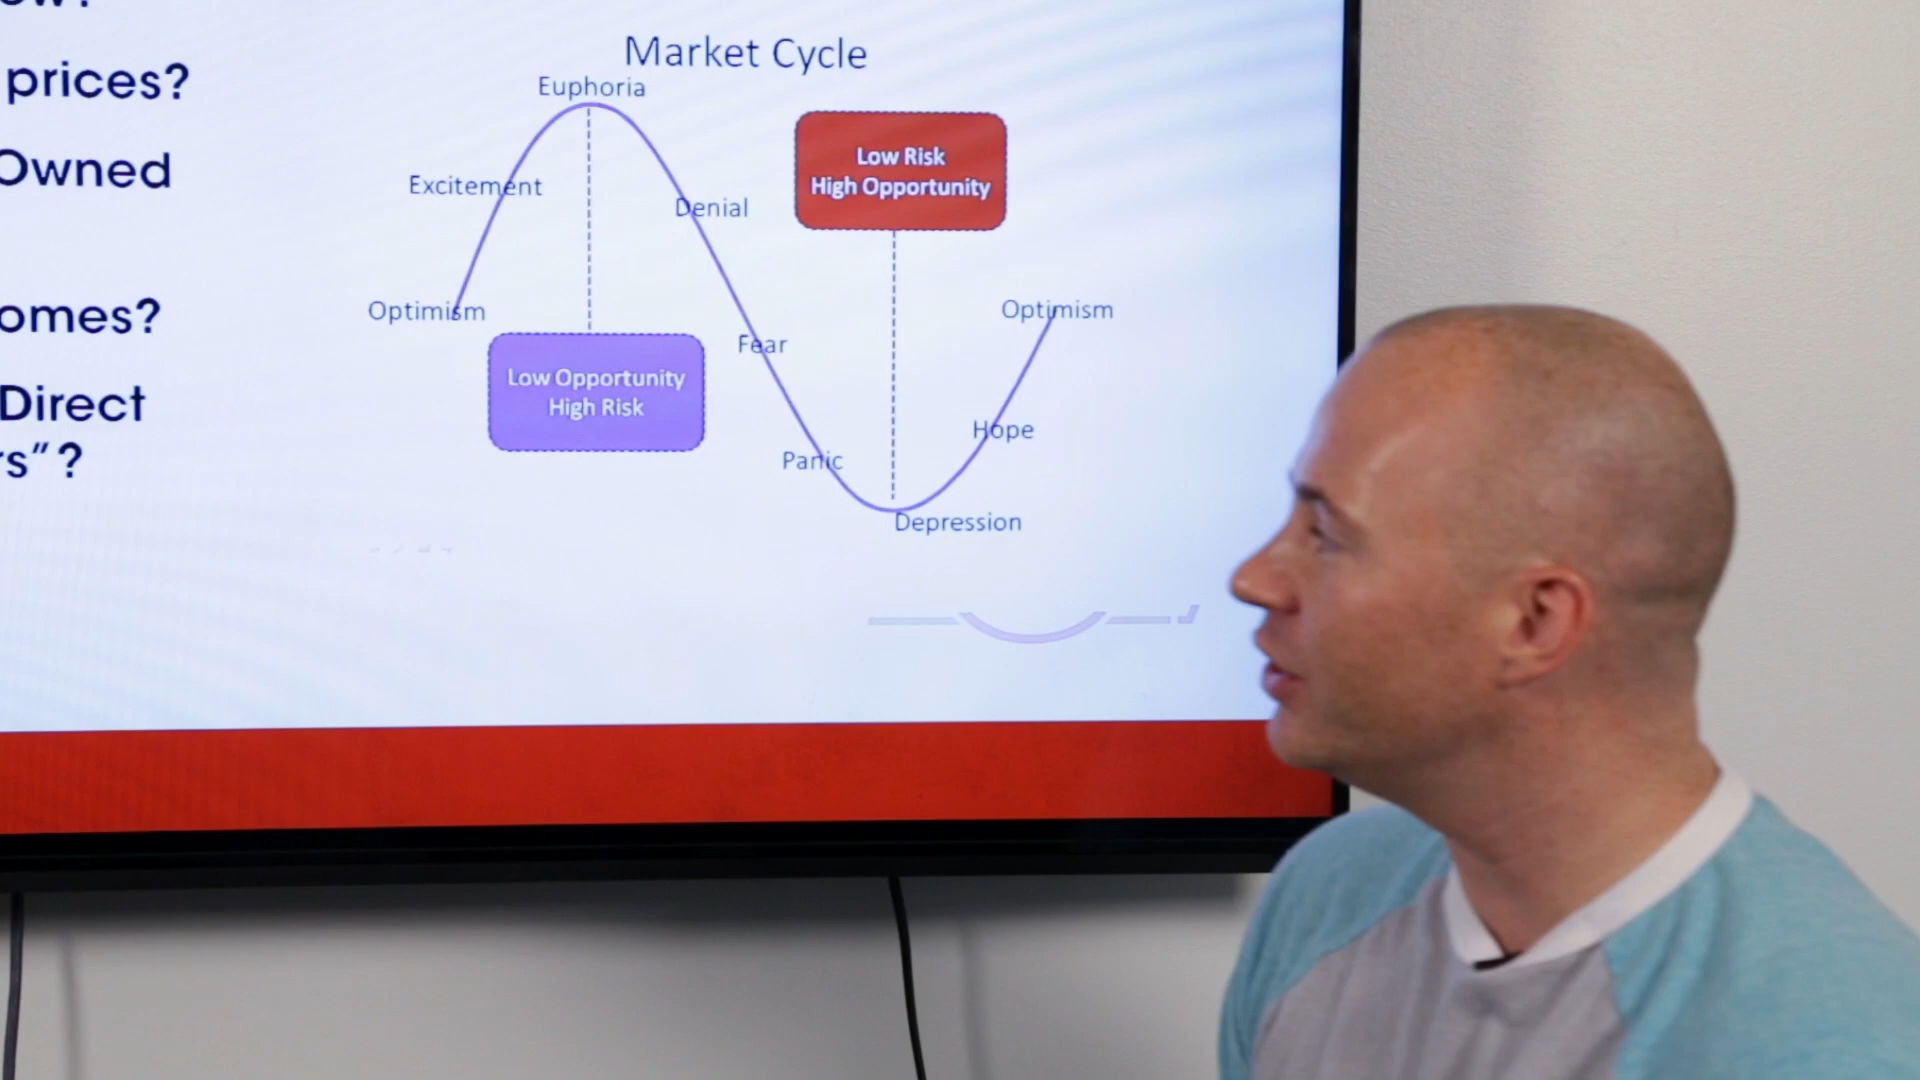 ow?
prices?
Owned
omes?
Direct
rs"?
Market Cycle
Euphoria
Excitement
Denial
Low Risk
High Opportunity
Optimism
Optimism
Fear
Low Opportunity
High Risk
Hope
Panic
Depression